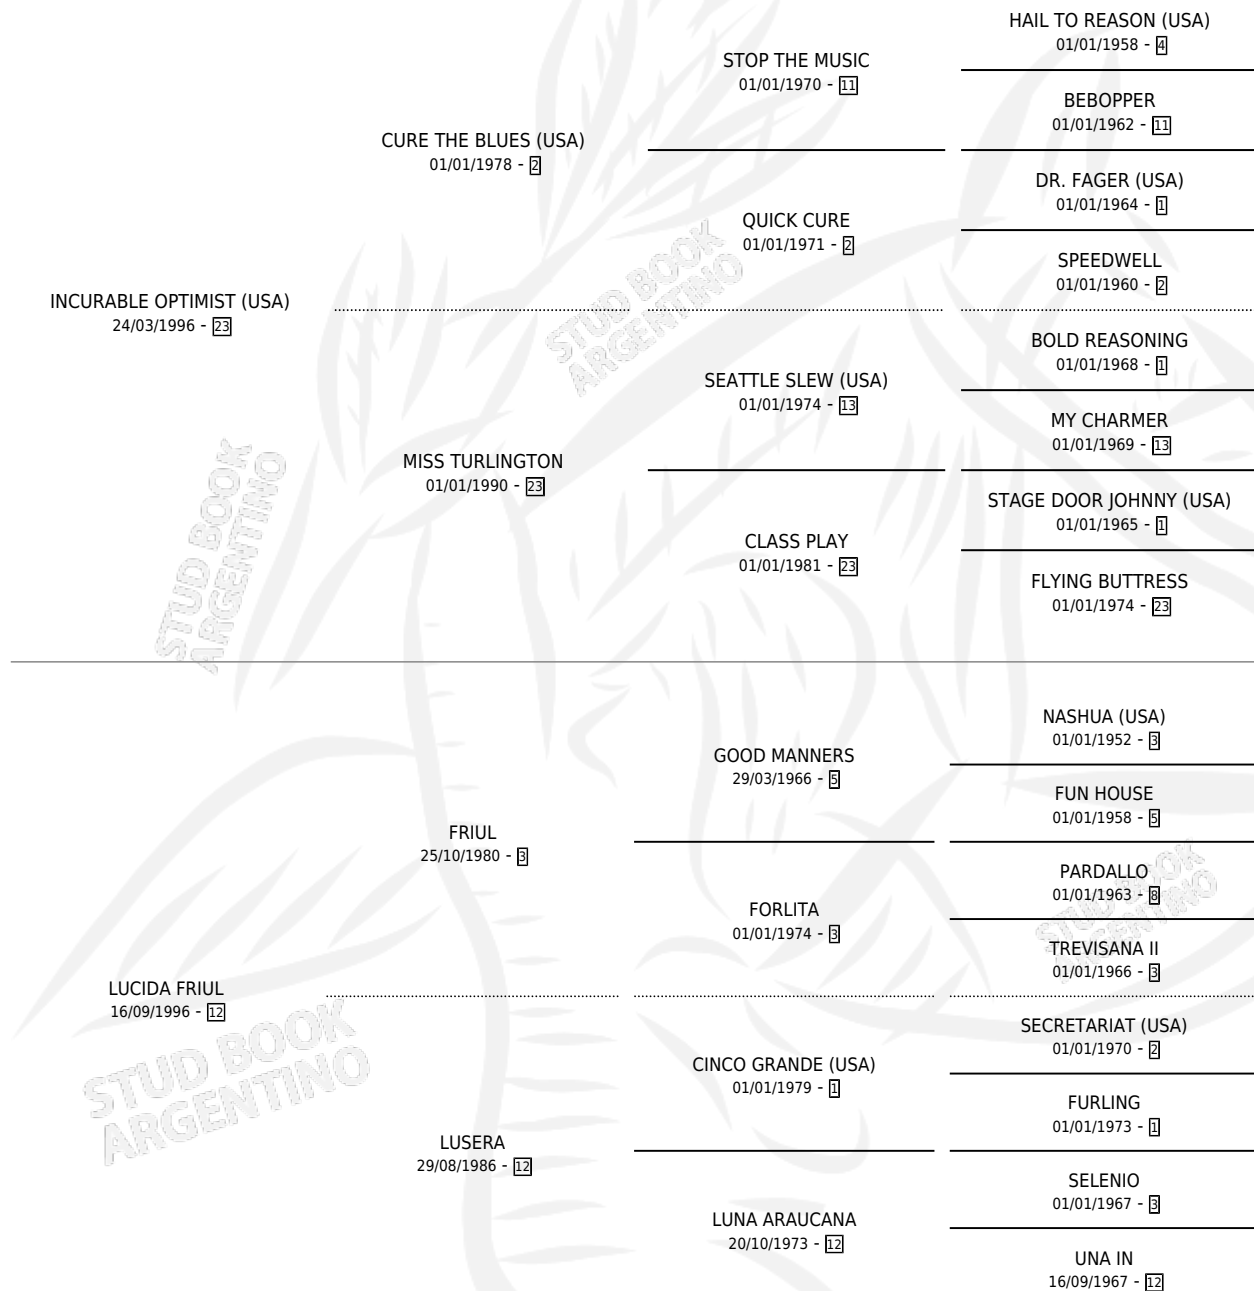 HAIL TO REASON (USA)
01/01/1958 - 4
STOP THE MUSIC
01/01/1970 - 11
BEBOPPER
01/01/1962 - 11
CURE THE BLUES (USA)
01/01/1978 - 2
DR. FAGER (USA)
01/01/1964 - 1
QUICK CURE
01/01/1971 - 2
SPEEDWELL
01/01/1960 - 2
INCURABLE OPTIMIST (USA)
24/03/1996 - 23
BOLD REASONING
01/01/1968 - 1
SEATTLE SLEW (USA)
01/01/1974 - 13
MY CHARMER
01/01/1969 - 13
MISS TURLINGTON
01/01/1990 - 23
STAGE DOOR JOHNNY (USA)
01/01/1965 - 1
CLASS PLAY
01/01/1981 - 23
FLYING BUTTRESS
01/01/1974 - 23
NASHUA (USA)
01/01/1952 - 3
GOOD MANNERS
29/03/1966 - 5
FUN HOUSE
01/01/1958 - 5
FRIUL
25/10/1980 - 3
PARDALLO
01/01/1963 - 8
FORLITA
01/01/1974 - 3
TREVISANA II
01/01/1966 - 3
LUCIDA FRIUL
16/09/1996 - 12
SECRETARIAT (USA)
01/01/1970 - 2
CINCO GRANDE (USA)
01/01/1979 - 1
FURLING
01/01/1973 - 1
LUSERA
29/08/1986 - 12
SELENIO
01/01/1967 - 3
LUNA ARAUCANA
20/10/1973 - 12
UNA IN
16/09/1967 - 12
STUD BOOK
ARGENTINO
STUD BOOK
ARGENTINO
STUD BOOK
ARGENTINO
STUD BOOK
ARGENTINO